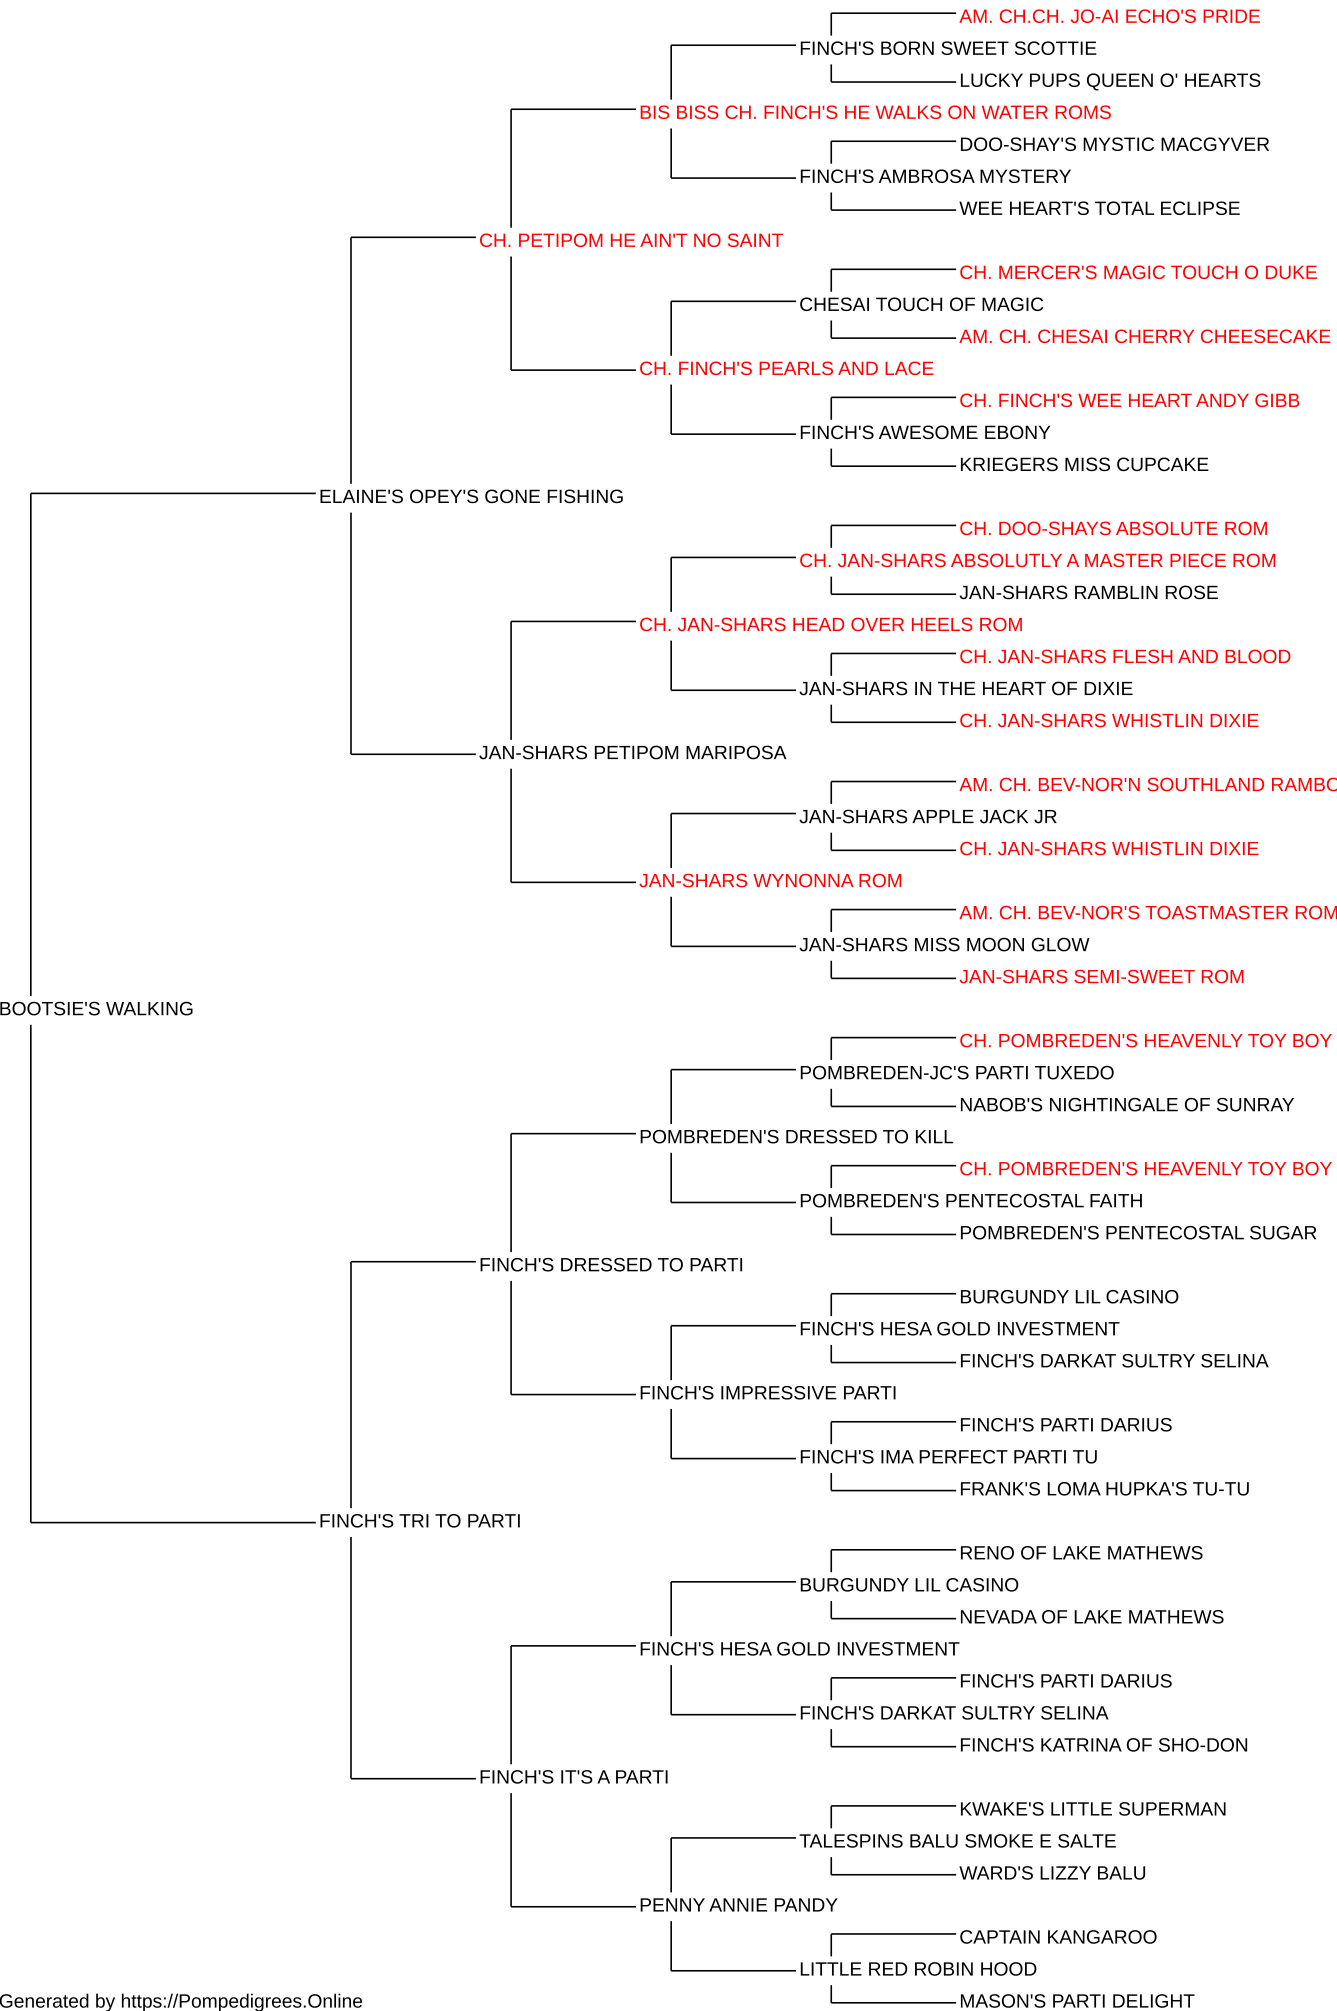 AM. CH.CH. JO-AI ECHO'S PRIDE
FINCH'S BORN SWEET SCOTTIE
LUCKY PUPS QUEEN O' HEARTS
BIS BISS CH. FINCH'S HE WALKS ON WATER ROMS
DOO-SHAY'S MYSTIC MACGYVER
FINCH'S AMBROSA MYSTERY
WEE HEART'S TOTAL ECLIPSE
CH. PETIPOM HE AIN'T NO SAINT
CH. MERCER'S MAGIC TOUCH O DUKE
CHESAI TOUCH OF MAGIC
AM. CH. CHESAI CHERRY CHEESECAKE
CH. FINCH'S PEARLS AND LACE
CH. FINCH'S WEE HEART ANDY GIBB
FINCH'S AWESOME EBONY
KRIEGERS MISS CUPCAKE
ELAINE'S OPEY'S GONE FISHING
CH. DOO-SHAYS ABSOLUTE ROM
CH. JAN-SHARS ABSOLUTLY A MASTER PIECE ROM
JAN-SHARS RAMBLIN ROSE
CH. JAN-SHARS HEAD OVER HEELS ROM
CH. JAN-SHARS FLESH AND BLOOD
JAN-SHARS IN THE HEART OF DIXIE
CH. JAN-SHARS WHISTLIN DIXIE
JAN-SHARS PETIPOM MARIPOSA
AM. CH. BEV-NOR'N SOUTHLAND RAMBO
JAN-SHARS APPLE JACK JR
CH. JAN-SHARS WHISTLIN DIXIE
JAN-SHARS WYNONNA ROM
AM. CH. BEV-NOR'S TOASTMASTER ROM
JAN-SHARS MISS MOON GLOW
JAN-SHARS SEMI-SWEET ROM
BOOTSIE'S WALKING
CH. POMBREDEN'S HEAVENLY TOY BOY
POMBREDEN-JC'S PARTI TUXEDO
NABOB'S NIGHTINGALE OF SUNRAY
POMBREDEN'S DRESSED TO KILL
CH. POMBREDEN'S HEAVENLY TOY BOY
POMBREDEN'S PENTECOSTAL FAITH
POMBREDEN'S PENTECOSTAL SUGAR
FINCH'S DRESSED TO PARTI
BURGUNDY LIL CASINO
FINCH'S HESA GOLD INVESTMENT
FINCH'S DARKAT SULTRY SELINA
FINCH'S IMPRESSIVE PARTI
FINCH'S PARTI DARIUS
FINCH'S IMA PERFECT PARTI TU
FRANK'S LOMA HUPKA'S TU-TU
FINCH'S TRI TO PARTI
RENO OF LAKE MATHEWS
BURGUNDY LIL CASINO
NEVADA OF LAKE MATHEWS
FINCH'S HESA GOLD INVESTMENT
FINCH'S PARTI DARIUS
FINCH'S DARKAT SULTRY SELINA
FINCH'S KATRINA OF SHO-DON
FINCH'S IT'S A PARTI
KWAKE'S LITTLE SUPERMAN
TALESPINS BALU SMOKE E SALTE
WARD'S LIZZY BALU
PENNY ANNIE PANDY
CAPTAIN KANGAROO
LITTLE RED ROBIN HOOD
MASON'S PARTI DELIGHT
Generated by https://Pompedigrees.Online